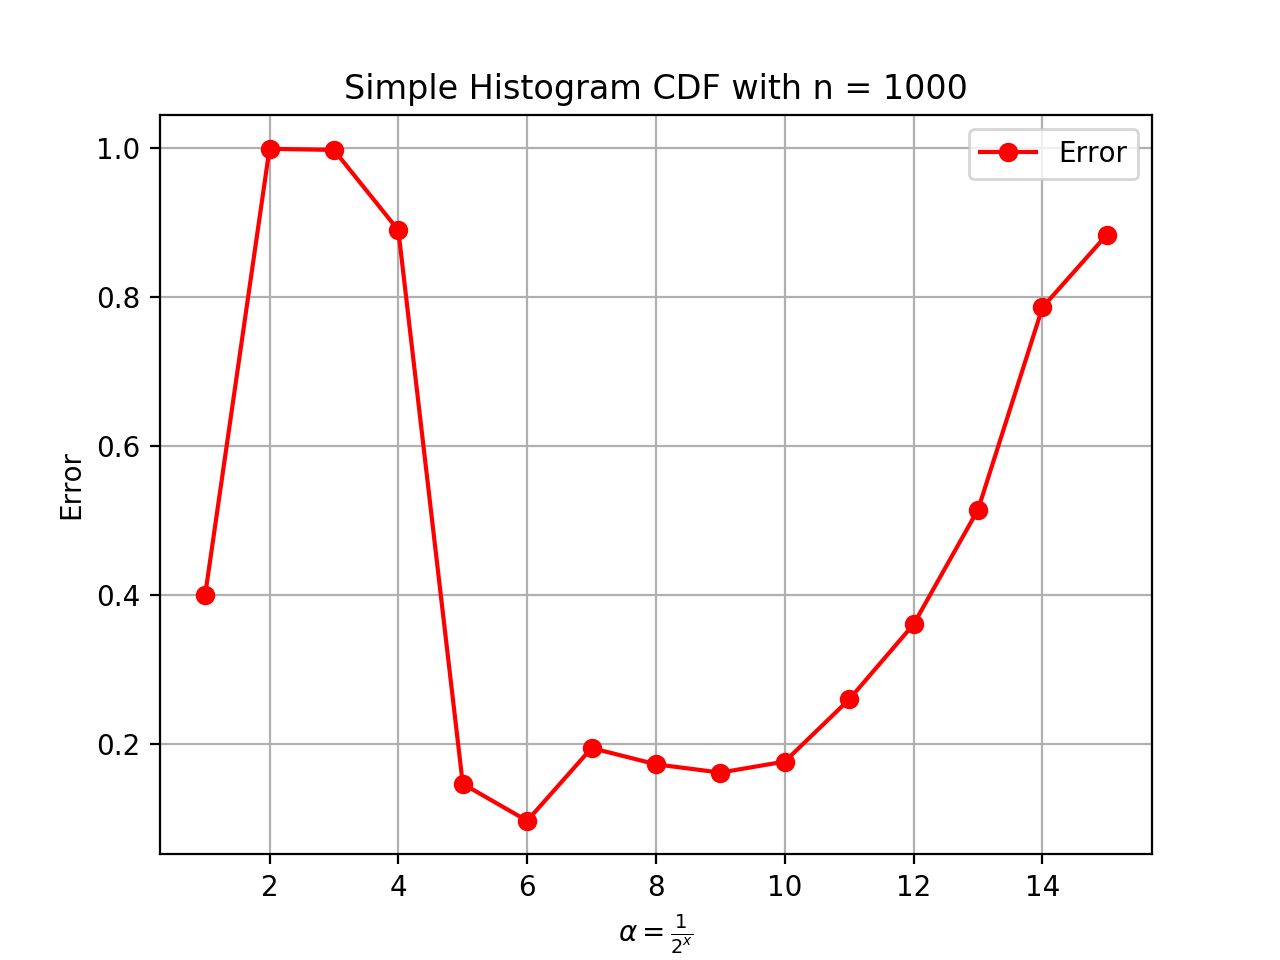 Simple Histogram CDF with n = 1000
Error
1.0
0.8
0.6
0.4
0.2
Error
2 4 6 8 10 12 14
α = 1/2^x